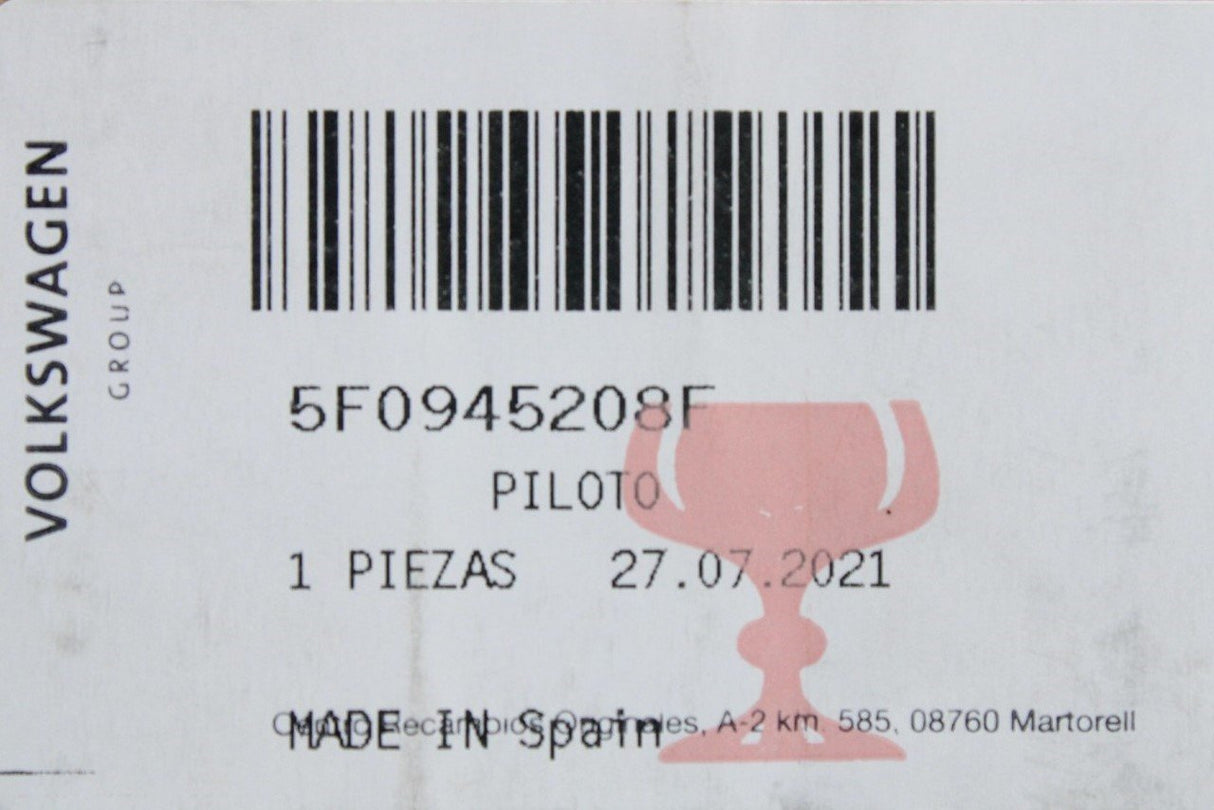 VOLKSWAGEN
GROUP
5F0945208F
PILOTO
1 PIEZAS 27.07.2021
MADE IN Spain
Centro Recambios Originales, A-2 km, 585, 08760 Martorell